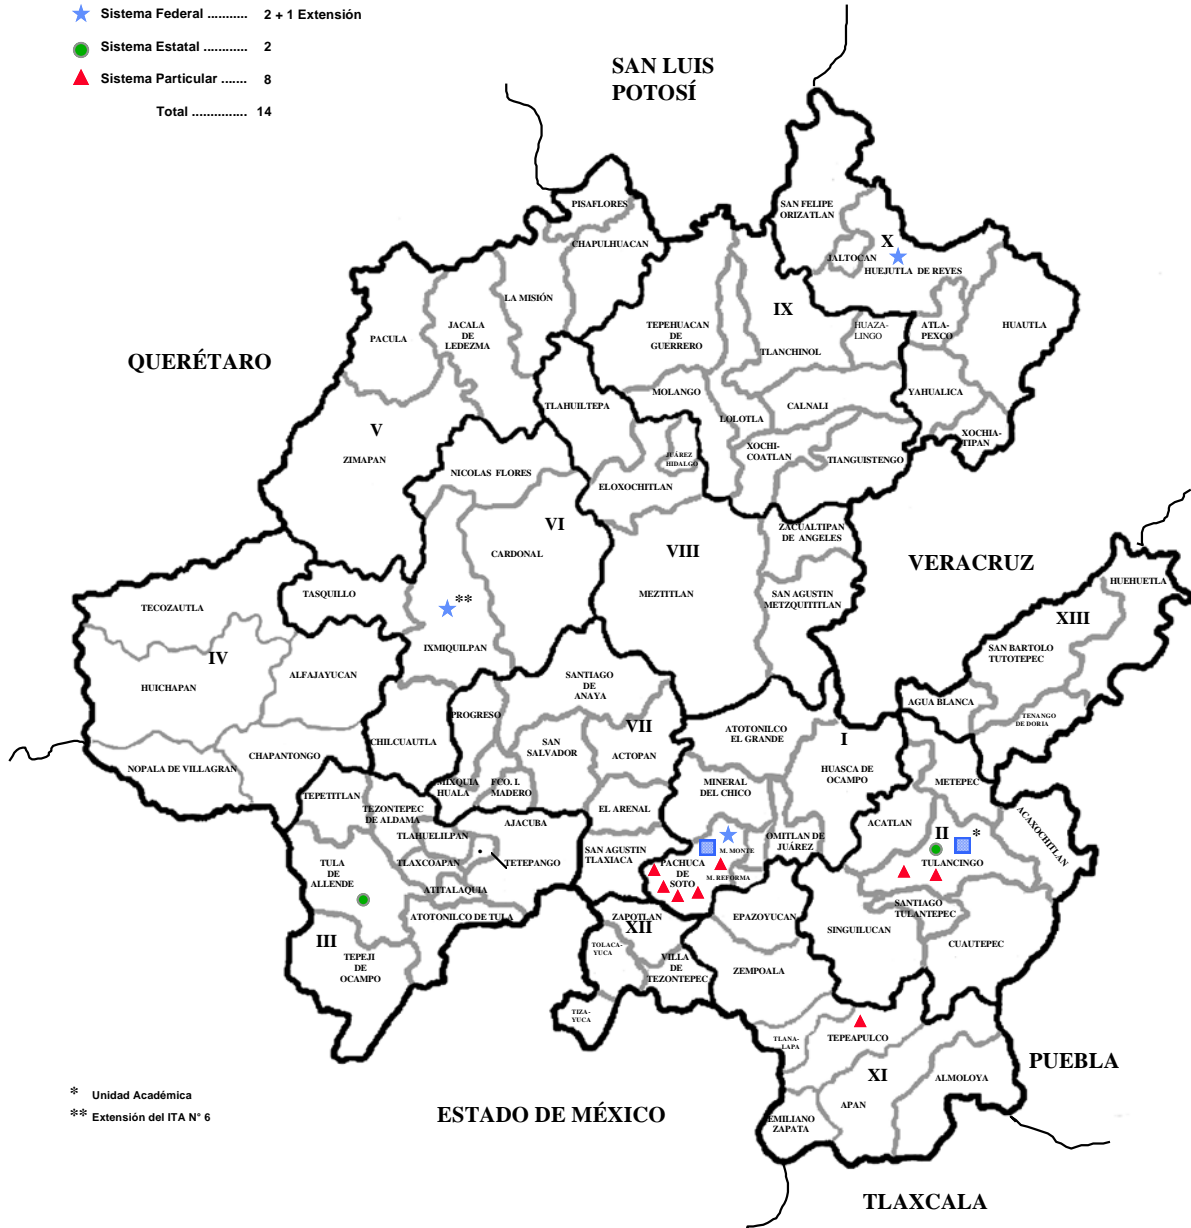 Sistema Federal ........... 2 + 1 Extensión
Sistema Estatal ............ 2
Sistema Particular ....... 8
Total ............... 14
SAN LUIS
POTOSÍ
PISAFLORES
CHAPULHUACAN
SAN FELIPE
ORIZATLAN
X
JALTOCAN
HUEJUTLA DE REYES
LA MISIÓN
IX
PACULA
JACALA
DE
LEDEZMA
TEPEHUACAN
DE
GUERRERO
TLANCHINOL
HUAZA-
LINGO
ATLA-
PEXCO
HUAUTLA
QUERÉTARO
MOLANGO
TLAHUILTEPA
LOLOTLA
CALNALI
YAHUALICA
V
ZIMAPAN
XOCHI-
COATLAN
XOCHIA-
TIPAN
JUÁREZ
HIDALGO
TIANGUISTENGO
NICOLAS FLORES
ELOXOCHITLAN
VI
CARDONAL
VIII
ZACUALTIPAN
DE ANGELES
VERACRUZ
HUEHUETLA
TASQUILLO
MEZTITLAN
SAN AGUSTIN
METZQUITITLAN
TECOZAUTLA
**
XIII
IXMIQUILPAN
SAN BARTOLO
TUTOTEPEC
IV
HUICHAPAN
ALFAJAYUCAN
SANTIAGO
DE
ANAYA
AGUA BLANCA
TENANGO
DE DORIA
PROGRESO
VII
ATOTONILCO
EL GRANDE
I
CHILCUAUTLA
SAN
SALVADOR
ACTOPAN
HUASCA DE
OCAMPO
NOPALA DE VILLAGRAN
CHAPANTONGO
MIXQUIA
HUALA
FCO. I.
MADERO
MINERAL
DEL CHICO
METEPEC
TEPETITLAN
TEZONTEPEC
DE ALDAMA
EL ARENAL
ACATLAN
ACAXOCHITLAN
AJACUBA
TLAHUELILPAN
OMITLAN DE
JUÁREZ
II
*
SAN AGUSTIN
TLAXIACA
M. MONTE
TULA
DE
ALLENDE
TLAXCOAPAN
TETEPANGO
PACHUCA
DE
SOTO
M. REFORMA
TULANCINGO
ATITALAQUIA
ATOTONILCO DE TULA
ZAPOTLAN
EPAZOYUCAN
SANTIAGO
TULANTEPEC
XII
SINGUILUCAN
III
TEPEJI
DE
OCAMPO
TOLACA-
YUCA
VILLA
DE
TEZONTEPEC
CUAUTEPEC
ZEMPOALA
TIZA-
YUCA
TLANA-
LAPA
TEPEAPULCO
PUEBLA
XI
ALMOLOYA
* Unidad Académica
** Extensión del ITA N° 6
ESTADO DE MÉXICO
APAN
EMILIANO
ZAPATA
TLAXCALA